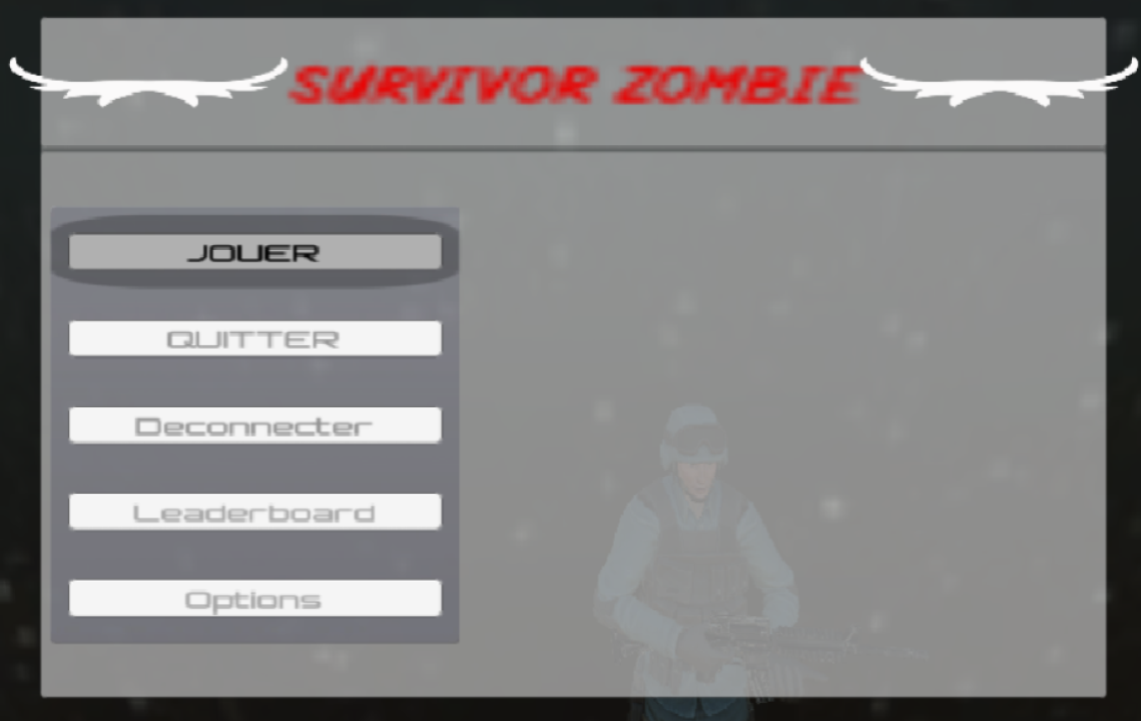 SURVIVOR ZOMBIE
JOUER
QUITTER
Deconnecter
Leaderboard
Options